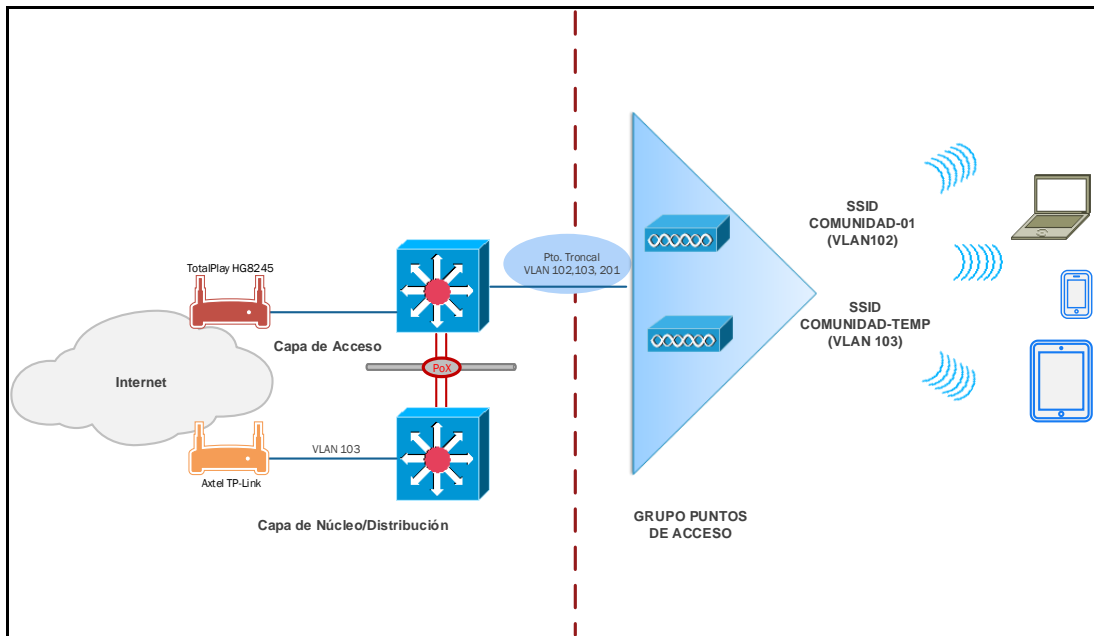 TotalPlay HG8245
Capa de Acceso
Internet
PoX
VLAN 103
Axtel TP-Link
Capa de Núcleo/Distribución
Pto. Troncal
VLAN 102,103, 201
GRUPO PUNTOS
DE ACCESO
SSID
COMUNIDAD-01
(VLAN102)
SSID
COMUNIDAD-TEMP
(VLAN 103)